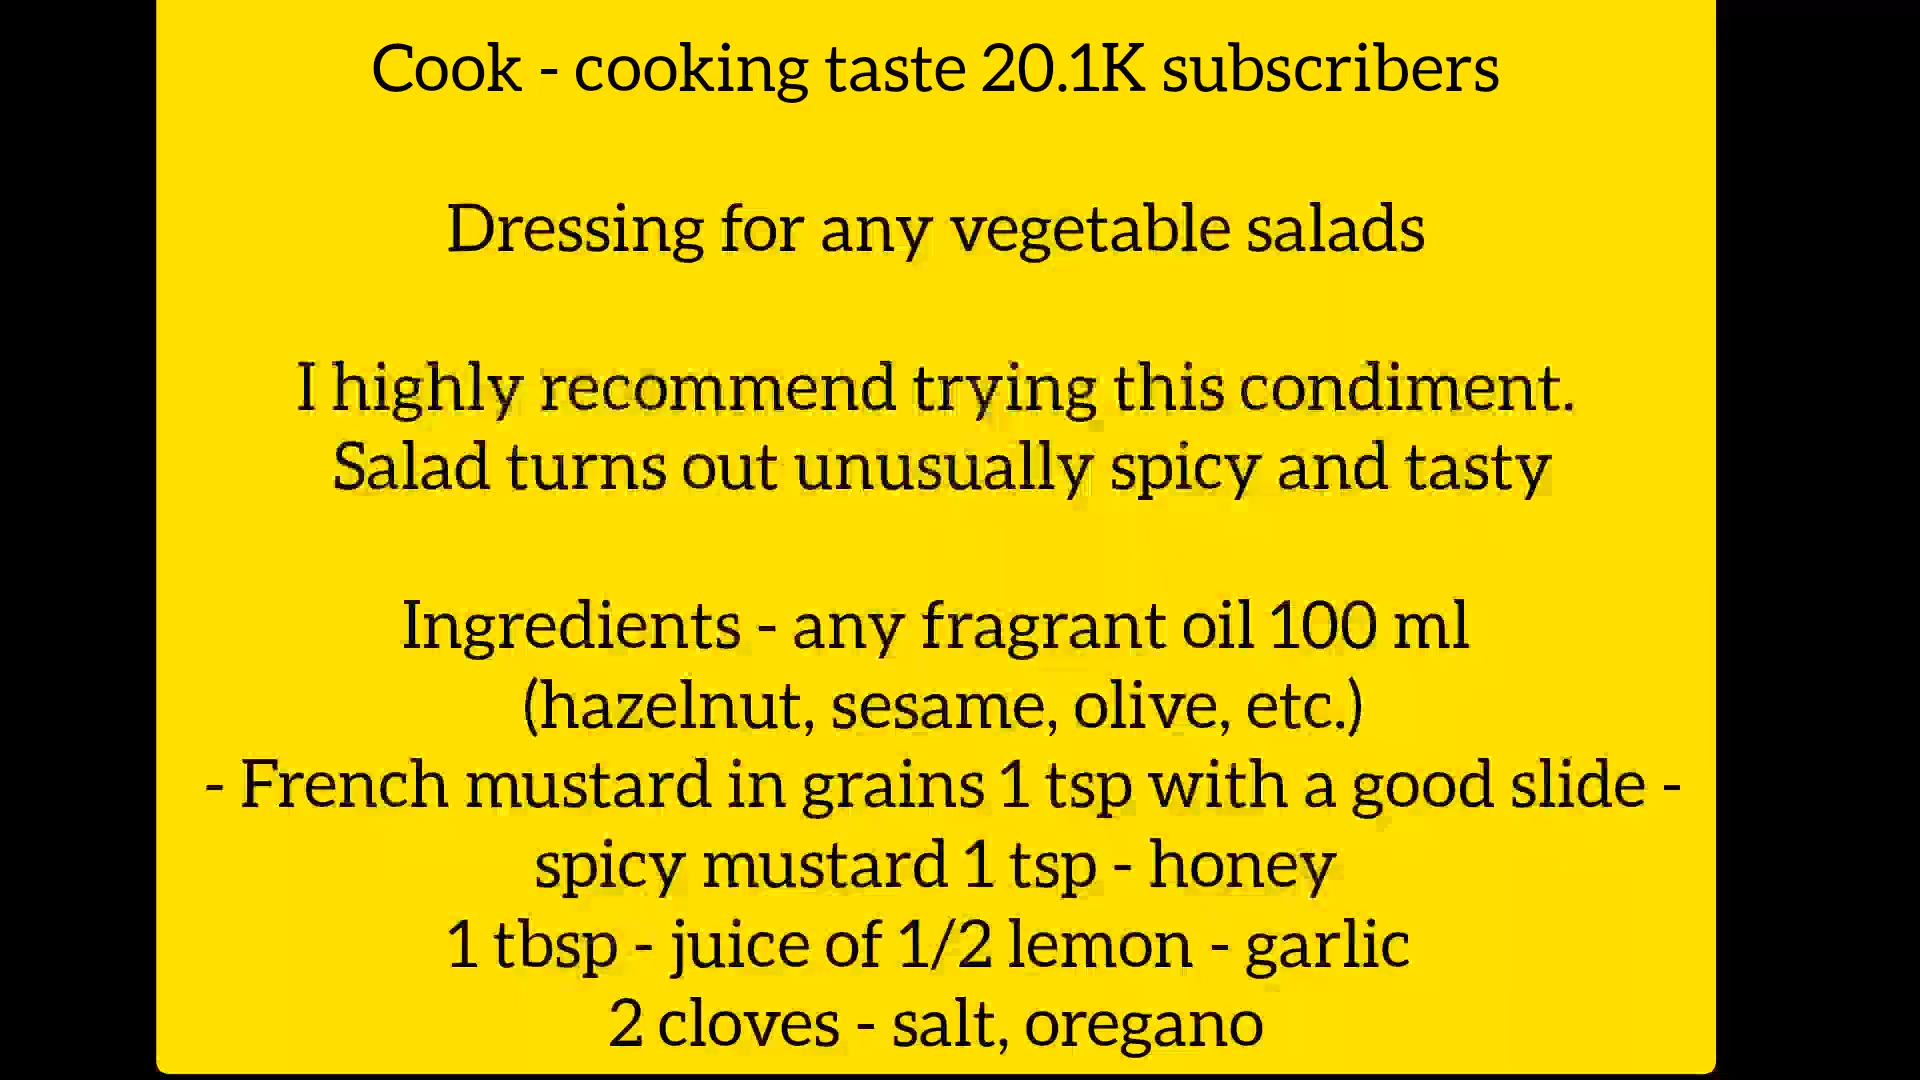 Cook - cooking taste 20.1K subscribers
Dressing for any vegetable salads
I highly recommend trying this condiment.
Salad turns out unusually spicy and tasty
Ingredients - any fragrant oil 100 ml
(hazelnut, sesame, olive, etc.)
- French mustard in grains 1 tsp with a good slide -
spicy mustard 1 tsp - honey
1 tbsp - juice of 1/2 lemon - garlic
2 cloves - salt, oregano